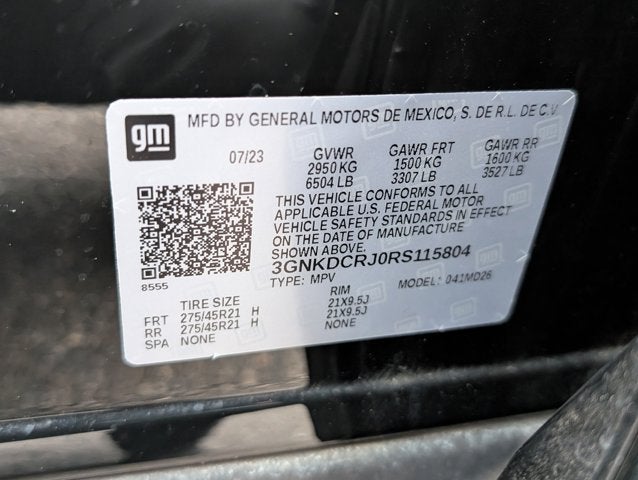 gm MFD BY GENERAL MOTORS DE MEXICO, S. DE R.L. DE C.V.
07/23 GVWR GAWR FRT GAWR RR
2950 KG 1500 KG 1600 KG
6504 LB 3307 LB 3527 LB
THIS VEHICLE CONFORMS TO ALL
APPLICABLE U.S. FEDERAL MOTOR
VEHICLE SAFETY STANDARDS IN EFFECT
ON THE DATE OF MANUFACTURE
SHOWN ABOVE.
3GNKDCRJ0RS115804
8555 TYPE: MPV MODEL: 041MD26
TIRE SIZE RIM
FRT 275/45R21 H 21X9.5J
RR 275/45R21 H 21X9.5J
SPA NONE NONE